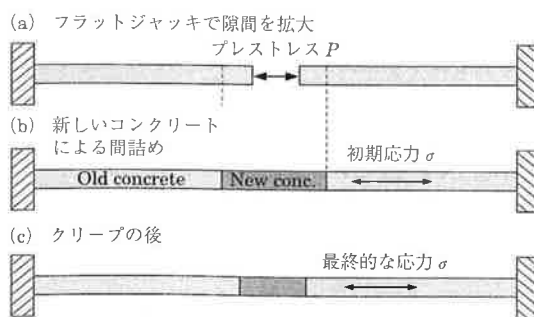 (a) フラットジャッキで隙間を拡大
プレストレス P
(b) 新しいコンクリート
による間詰め
初期応力 σ
Old concrete
New conc.
(c) クリープの後
最終的な応力 σ